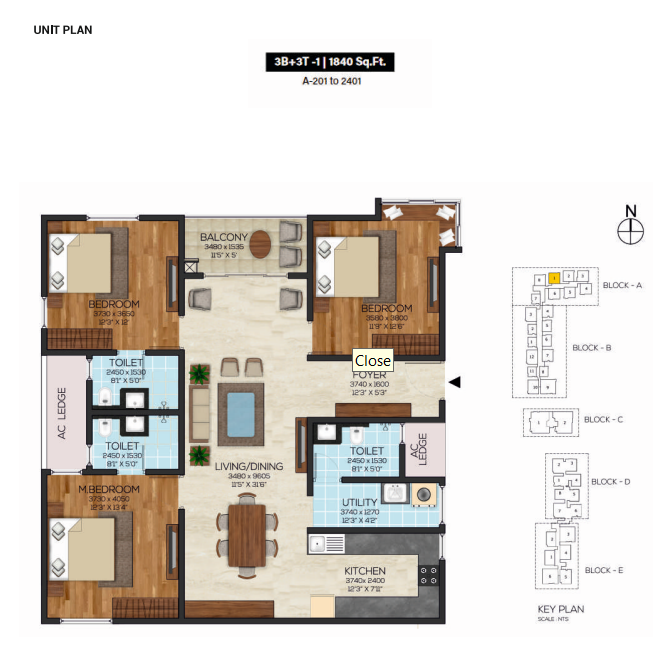 UNIT PLAN
3B+3T -1 | 1840 Sq.Ft.
A-201 to 2401
BALCONY
3480 x 1535
11'5" X 5'
BEDROOM
3730 x 3650
12'3" X 12'
BEDROOM
3580 x 3800
11'9" X 12'6"
Close
FOYER
3740 x 1600
12'3" X 5'3"
TOILET
2450 x 1530
8'1" X 5'0"
AC LEDGE
TOILET
2450 x 1530
8'1" X 5'0"
TOILET
2450 x 1530
8'1" X 5'0"
AC
LEDGE
LIVING/DINING
3480 x 9605
11'5" X 31'6"
M.BEDROOM
3730 x 4050
12'3" X 13'4"
UTILITY
3740 x 1270
12'3" X 4'2"
KITCHEN
3740x 2400
12'3" X 7'11"
N
BLOCK - A
BLOCK - B
BLOCK - C
1 2
BLOCK - D
BLOCK - E
KEY PLAN
SCALE : NTS